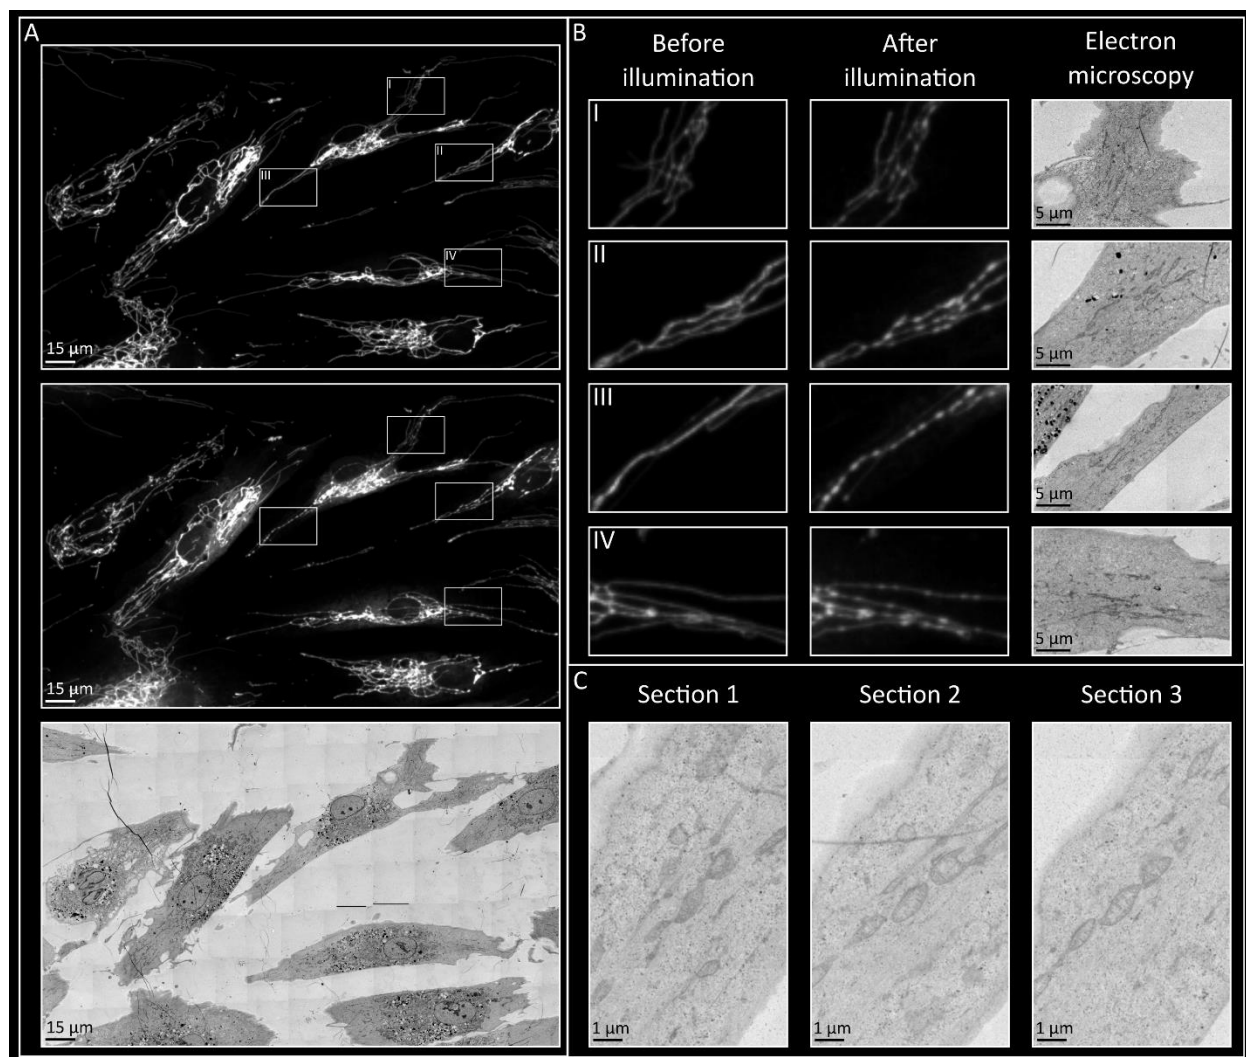 A
I
II
III
IV
15 µm
15 µm
15 µm
B
Before
illumination
After
illumination
Electron
microscopy
I
5 µm
II
5 µm
III
5 µm
IV
5 µm
C
Section 1
Section 2
Section 3
1 µm
1 µm
1 µm